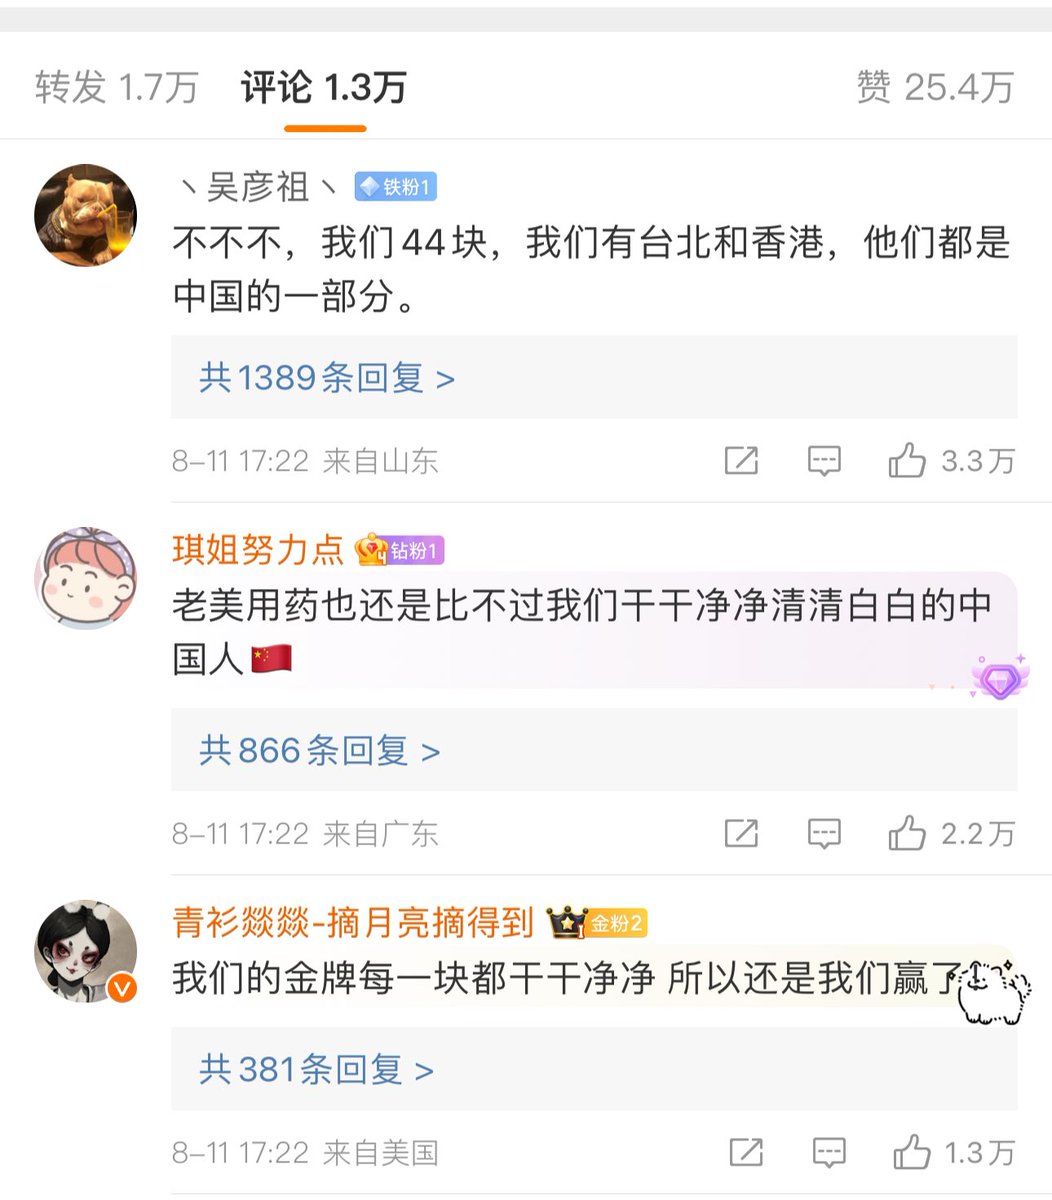 转发 1.7万 评论 1.3万 赞 25.4万
丶吴彦祖丶 铁粉1
不不不，我们44块，我们有台北和香港，他们都是
中国的一部分。
共1389条回复 >
8-11 17:22 来自山东 3.3万
琪姐努力点 钻粉1
老美用药也还是比不过我们干干净净清清白白的中
国人🇨🇳
共866条回复 >
8-11 17:22 来自广东 2.2万
青衫燚燚-摘月亮摘得到 金粉2
我们的金牌每一块都干干净净 所以还是我们赢了
共381条回复 >
8-11 17:22 来自美国 1.3万